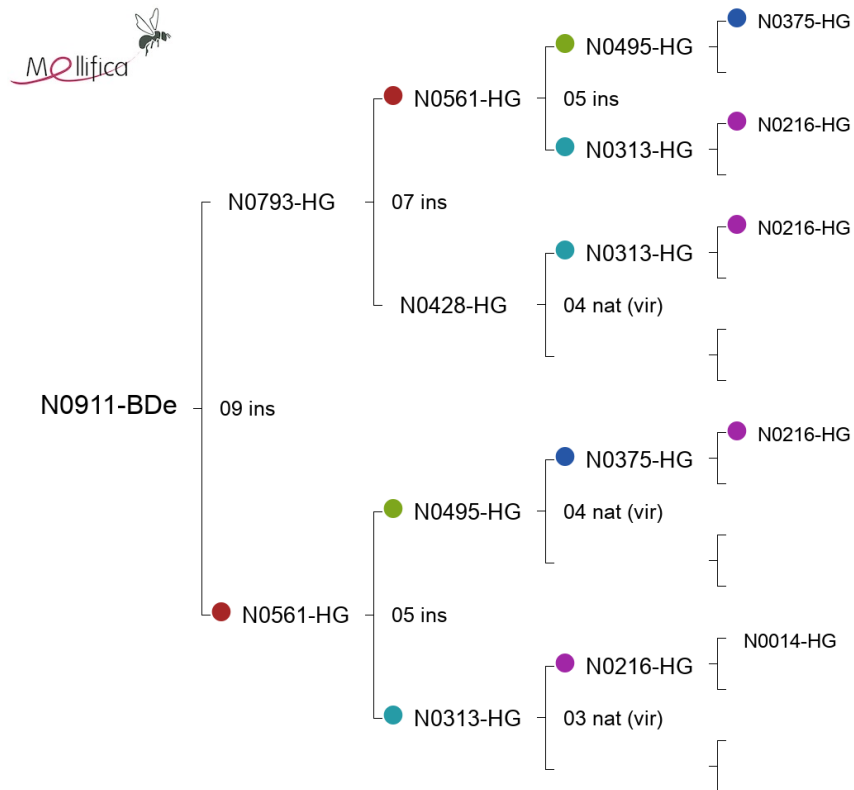 Mellifica
N0375-HG
N0495-HG
N0561-HG
05 ins
N0216-HG
N0313-HG
N0793-HG
07 ins
N0216-HG
N0313-HG
N0428-HG
04 nat (vir)
N0911-BDe
09 ins
N0216-HG
N0375-HG
N0495-HG
04 nat (vir)
N0561-HG
05 ins
N0014-HG
N0216-HG
N0313-HG
03 nat (vir)